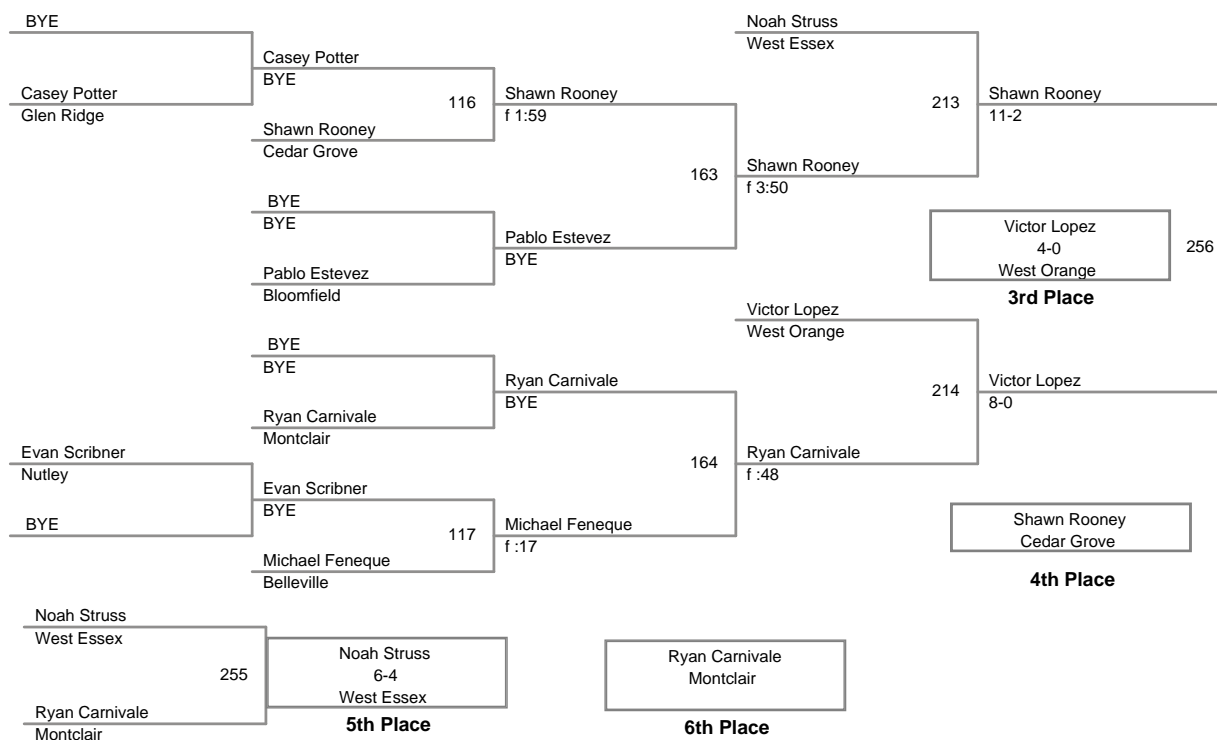 BYE
Noah Struss
West Essex
Casey Potter
BYE
Casey Potter
Glen Ridge
116
Shawn Rooney
f 1:59
213
Shawn Rooney
11-2
Shawn Rooney
Cedar Grove
163
Shawn Rooney
f 3:50
BYE
BYE
Pablo Estevez
BYE
Victor Lopez
4-0
West Orange
256
3rd Place
Pablo Estevez
Bloomfield
Victor Lopez
West Orange
BYE
BYE
Ryan Carnivale
BYE
214
Victor Lopez
8-0
Ryan Carnivale
Montclair
Evan Scribner
Nutley
164
Ryan Carnivale
f :48
Evan Scribner
BYE
BYE
117
Michael Feneque
f :17
Shawn Rooney
Cedar Grove
4th Place
Michael Feneque
Belleville
Noah Struss
West Essex
255
Noah Struss
6-4
West Essex
5th Place
Ryan Carnivale
Montclair
6th Place
Ryan Carnivale
Montclair